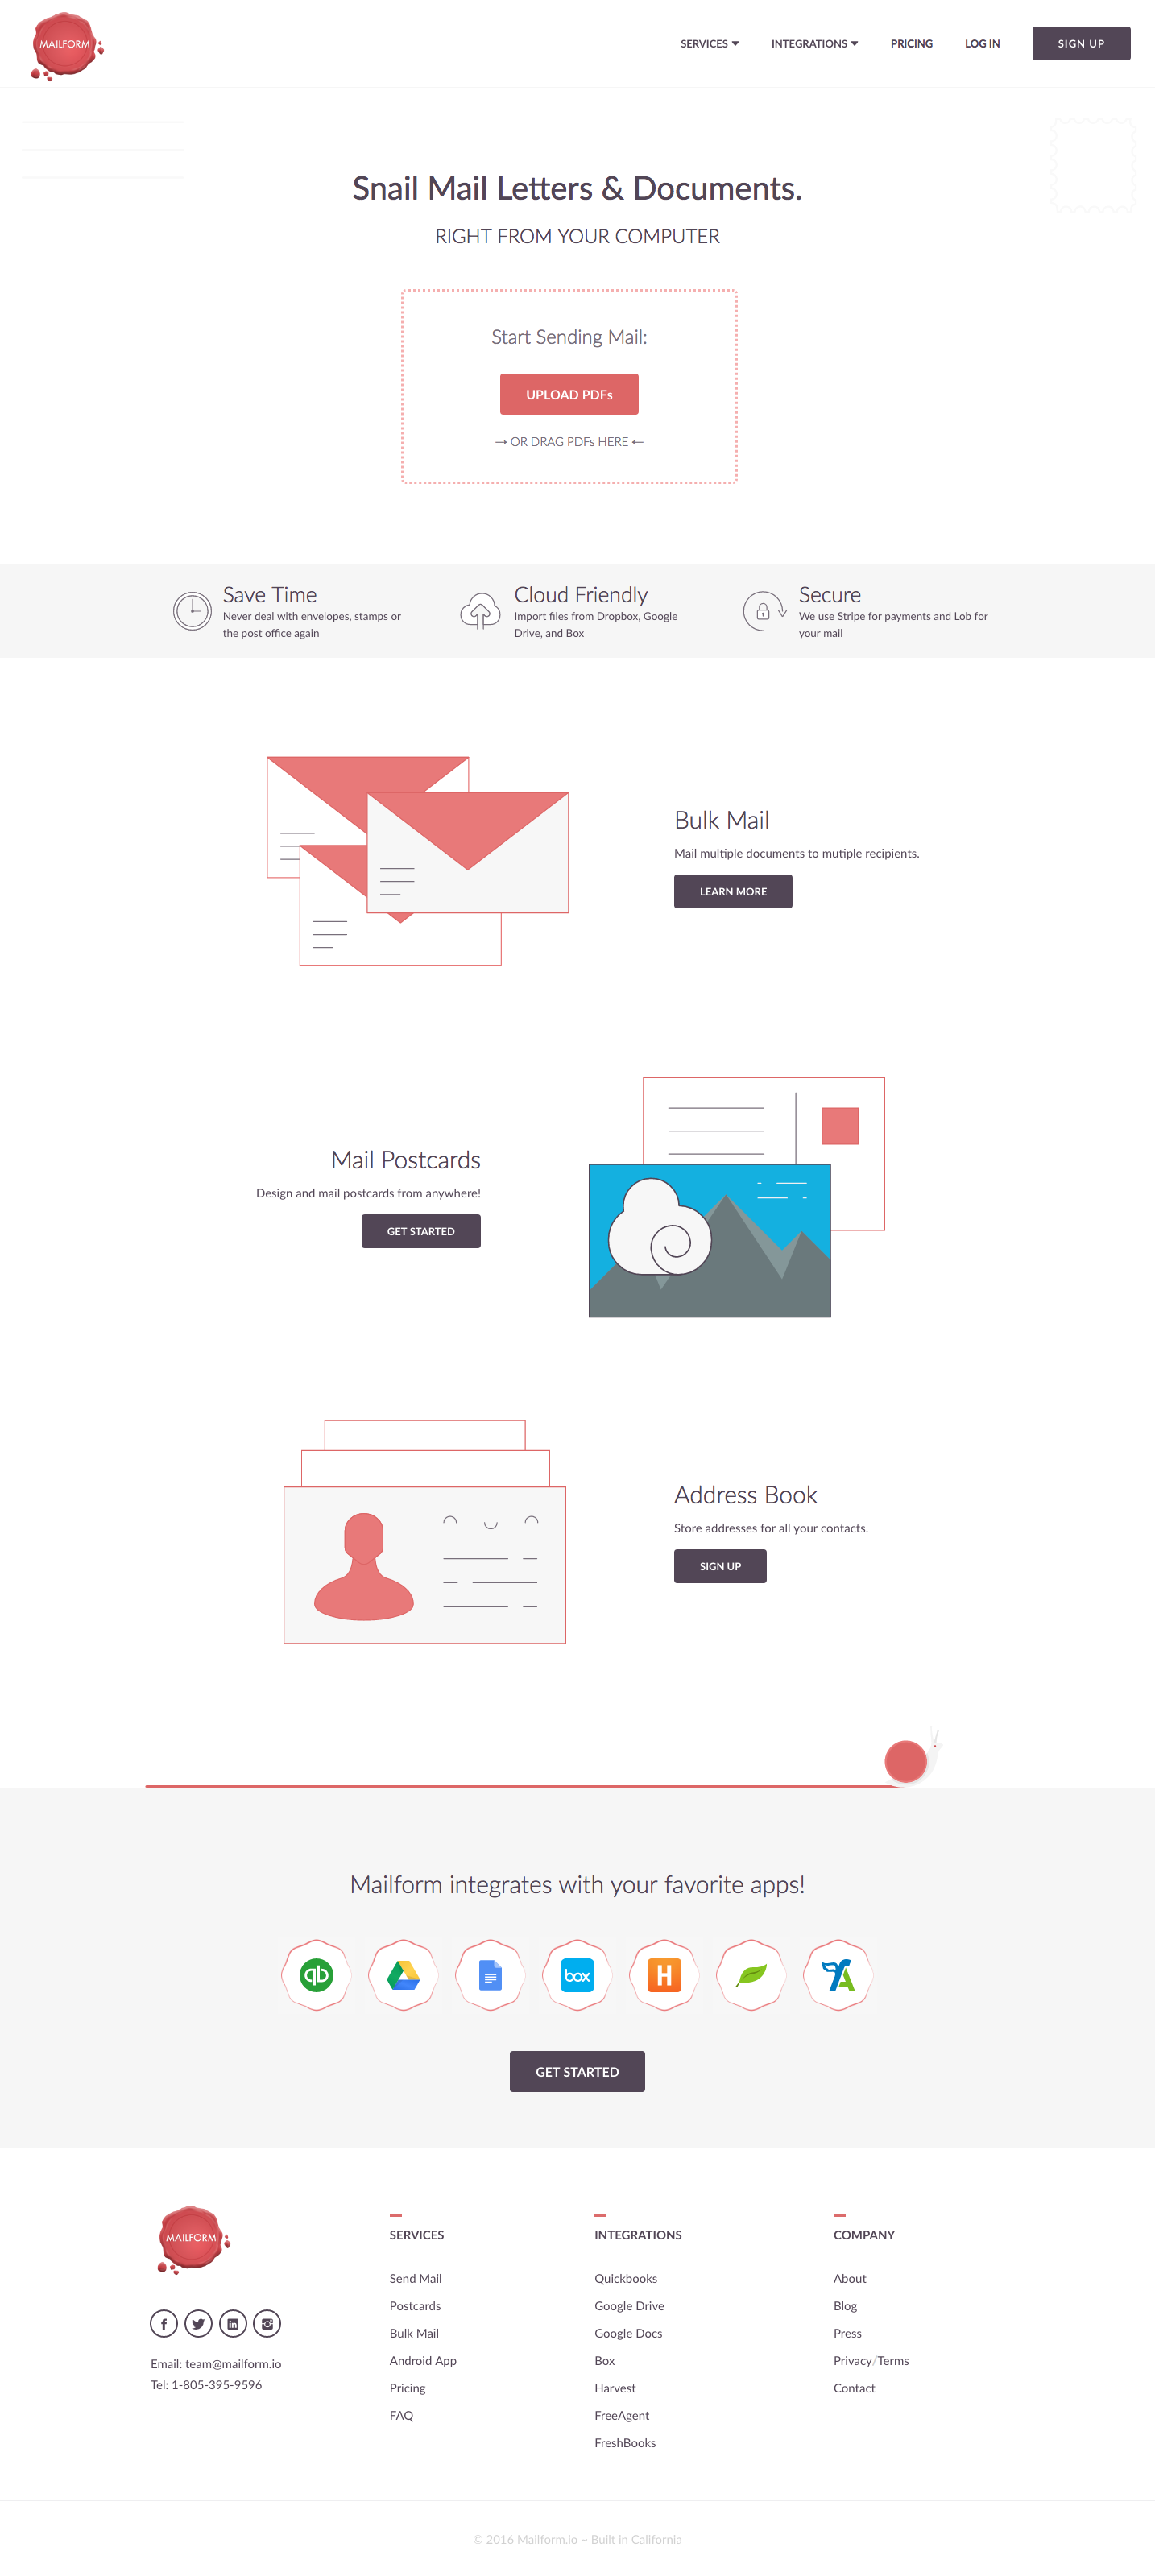 MAILFORM
SERVICES
INTEGRATIONS
PRICING
LOG IN
SIGN UP
Snail Mail Letters & Documents.
RIGHT FROM YOUR COMPUTER
Start Sending Mail:
UPLOAD PDFs
→ OR DRAG PDFs HERE ←
Save Time
Never deal with envelopes, stamps or
the post office again
Cloud Friendly
Import files from Dropbox, Google
Drive, and Box
Secure
We use Stripe for payments and Lob for
your mail
Bulk Mail
Mail multiple documents to mutiple recipients.
LEARN MORE
Mail Postcards
Design and mail postcards from anywhere!
GET STARTED
Address Book
Store addresses for all your contacts.
SIGN UP
Mailform integrates with your favorite apps!
qb
box
H
GET STARTED
MAILFORM
Email: team@mailform.io
Tel: 1-805-395-9596
SERVICES
Send Mail
Postcards
Bulk Mail
Android App
Pricing
FAQ
INTEGRATIONS
Quickbooks
Google Drive
Google Docs
Box
Harvest
FreeAgent
FreshBooks
COMPANY
About
Blog
Press
Privacy/Terms
Contact
© 2016 Mailform.io ~ Built in California